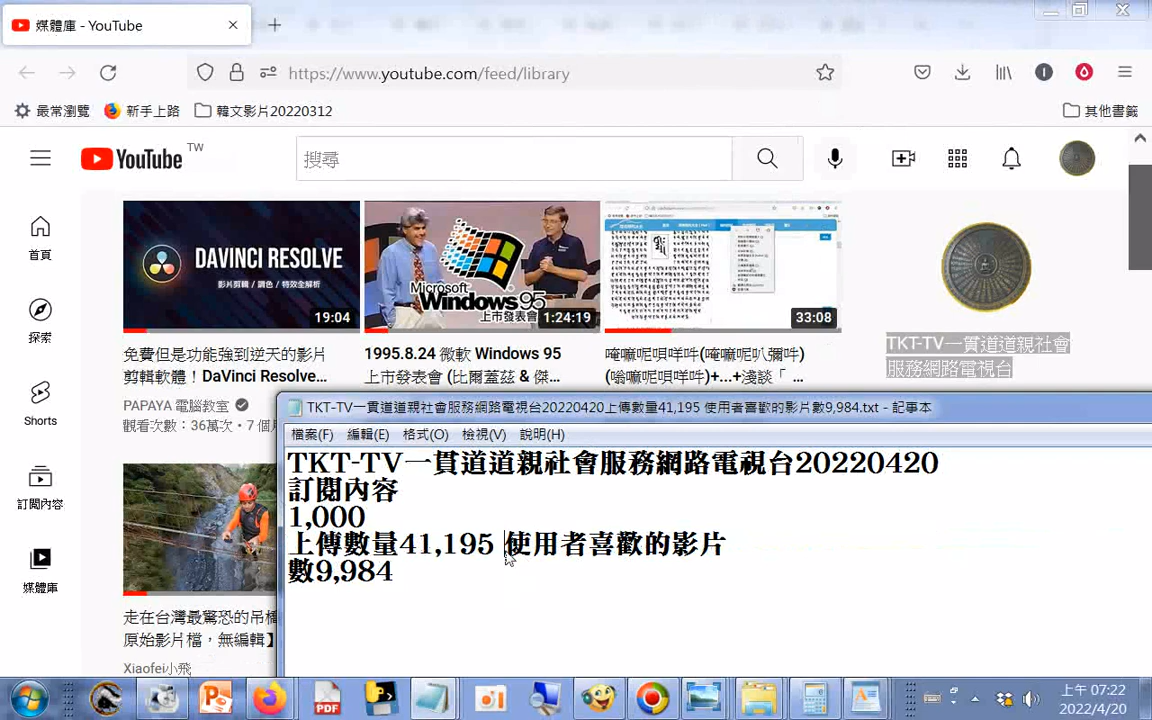 媒體庫 - YouTube
https://www.youtube.com/feed/library
最常瀏覽 新手上路 韓文影片20220312 其他書籤
YouTube TW
搜尋
首頁
探索
Shorts
訂閱內容
媒體庫
DAVINCI RESOLVE
影片剪輯 / 調色 / 特效全解析
19:04
Microsoft
Windows 95
上市發表會
1:24:19
33:08
免費但是功能強到逆天的影片
剪輯軟體！DaVinci Resolve...
PAPAYA 電腦教室
觀看次數：36萬次・7 個月
1995.8.24 微軟 Windows 95
上市發表會 (比爾蓋茲 & 傑...
唵嘛呢唄咩吽(唵嘛呢叭彌吽)
(嗡嘛呢唄咩吽)+...+淺談「 ...
TKT-TV一貫道道親社會
服務網路電視台
走在台灣最驚恐的吊橋
原始影片檔，無編輯】
Xiaofei小飛
TKT-TV一貫道道親社會服務網路電視台20220420上傳數量41,195 使用者喜歡的影片數9,984.txt - 記事本
檔案(F) 編輯(E) 格式(O) 檢視(V) 說明(H)
TKT-TV一貫道道親社會服務網路電視台20220420
訂閱內容
1,000
上傳數量41,195 使用者喜歡的影片
數9,984
PDF
上午 07:22
2022/4/20